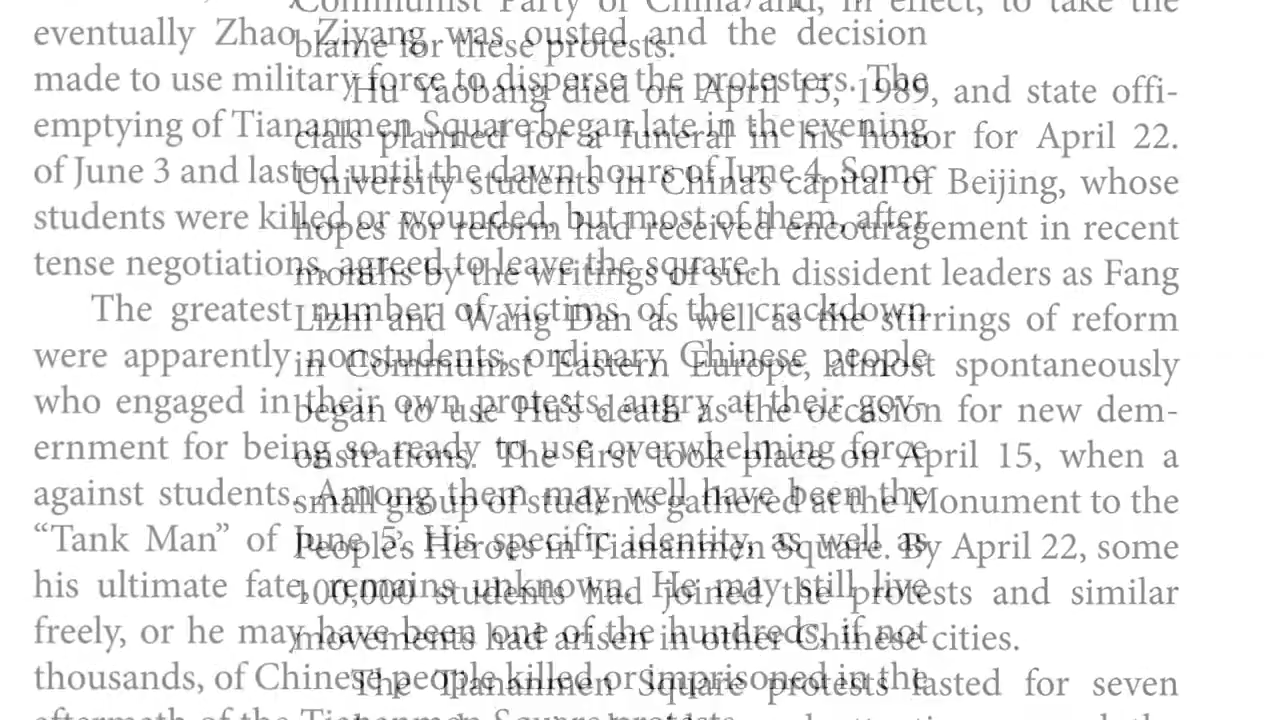 eventually Zhao Ziyang was ousted and the decision
made to use military force to disperse the protesters. The
emptying of Tiananmen Square began late in the evening
of June 3 and lasted until the dawn hours of June 4. Some
students were killed or wounded, but most of them, after
tense negotiations, agreed to leave the square.
The greatest number of victims of the crackdown
were apparently nonstudents, ordinary Chinese people
who engaged in their own protests, angry at their gov-
ernment for being so ready to use overwhelming force
against students. Among them may well have been the
“Tank Man” of June 5. His specific identity, as well as
his ultimate fate, remains unknown. He may still live
freely, or he may have been one of the hundreds, if not
thousands, of Chinese people killed or imprisoned in the
aftermath of the Tiananmen Square protests.
Communist Party of China and, in effect, to take the
blame for these protests.
Hu Yaobang died on April 15, 1989, and state offi-
cials planned for a funeral in his honor for April 22.
University students in China's capital of Beijing, whose
hopes for reform had received encouragement in recent
months by the writings of such dissident leaders as Fang
Lizhi and Wang Dan as well as the stirrings of reform
in Communist Eastern Europe, almost spontaneously
began to use Hu's death as the occasion for new dem-
onstrations. The first took place on April 15, when a
small group of students gathered at the Monument to the
People's Heroes in Tiananmen Square. By April 22, some
100,000 students had joined the protests and similar
movements had arisen in other Chinese cities.
The Tiananmen Square protests lasted for seven